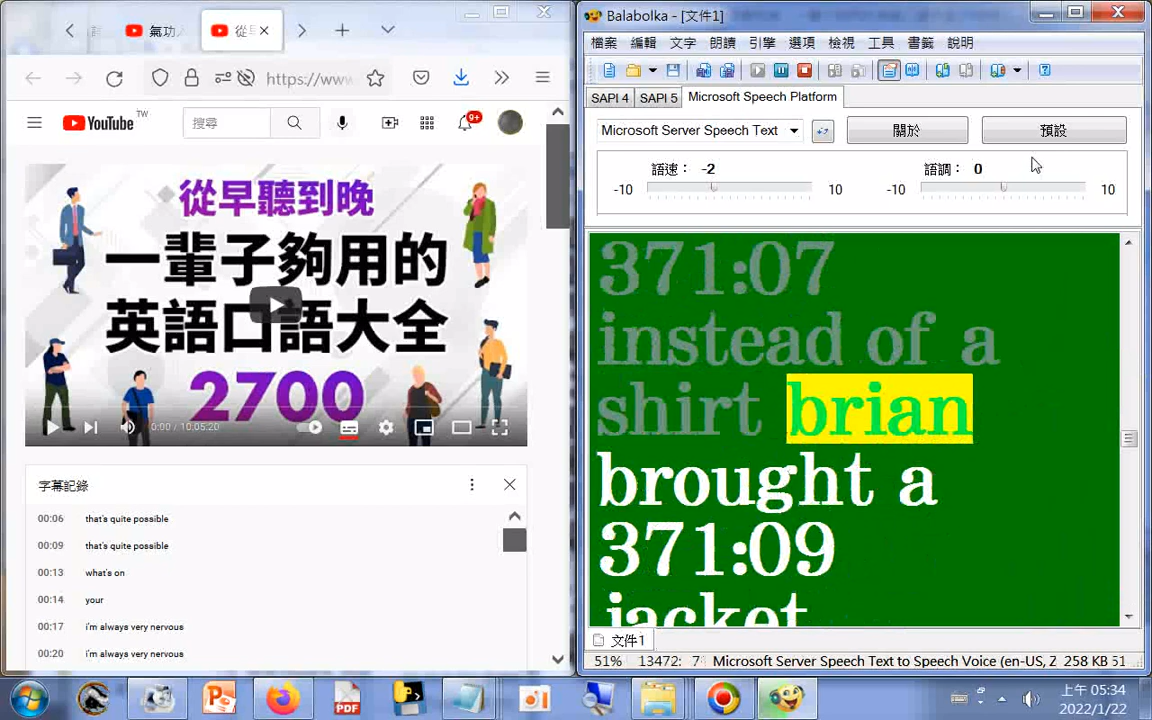 氣功
從
https://www
YouTube TW
搜尋
9+
從早聽到晚
一輩子夠用的
英語口語大全
2700
0:00 / 10:05:20
字幕記錄
00:06 that's quite possible
00:09 that's quite possible
00:13 what's on
00:14 your
00:17 i'm always very nervous
00:20 i'm always very nervous
Balabolka - [文件1]
檔案 編輯 文字 朗讀 引擎 選項 檢視 工具 書籤 說明
SAPI 4 SAPI 5 Microsoft Speech Platform
Microsoft Server Speech Text 關於 預設
語速： -2 語調： 0
-10 10 -10 10
371:07
instead of a
shirt brian
brought a
371:09
jacket
文件1
51% 13472: 7 Microsoft Server Speech Text to Speech Voice (en-US, Z 258 KB 51
PDF
上午 05:34
2022/1/22